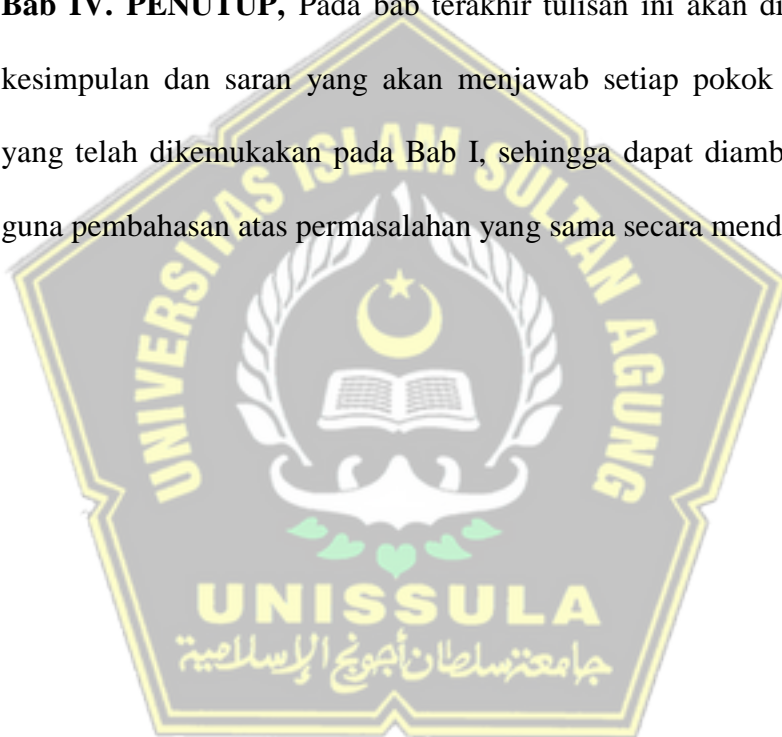 Bab IV. PENUTUP, Pada bab terakhir tulisan ini akan di
kesimpulan dan saran yang akan menjawab setiap pokok
yang telah dikemukakan pada Bab I, sehingga dapat diamb
guna pembahasan atas permasalahan yang sama secara mend
UNIVERSITAS ISLAM SULTAN AGUNG
UNISSULA
جامعة سلطان أجونج الإسلامية